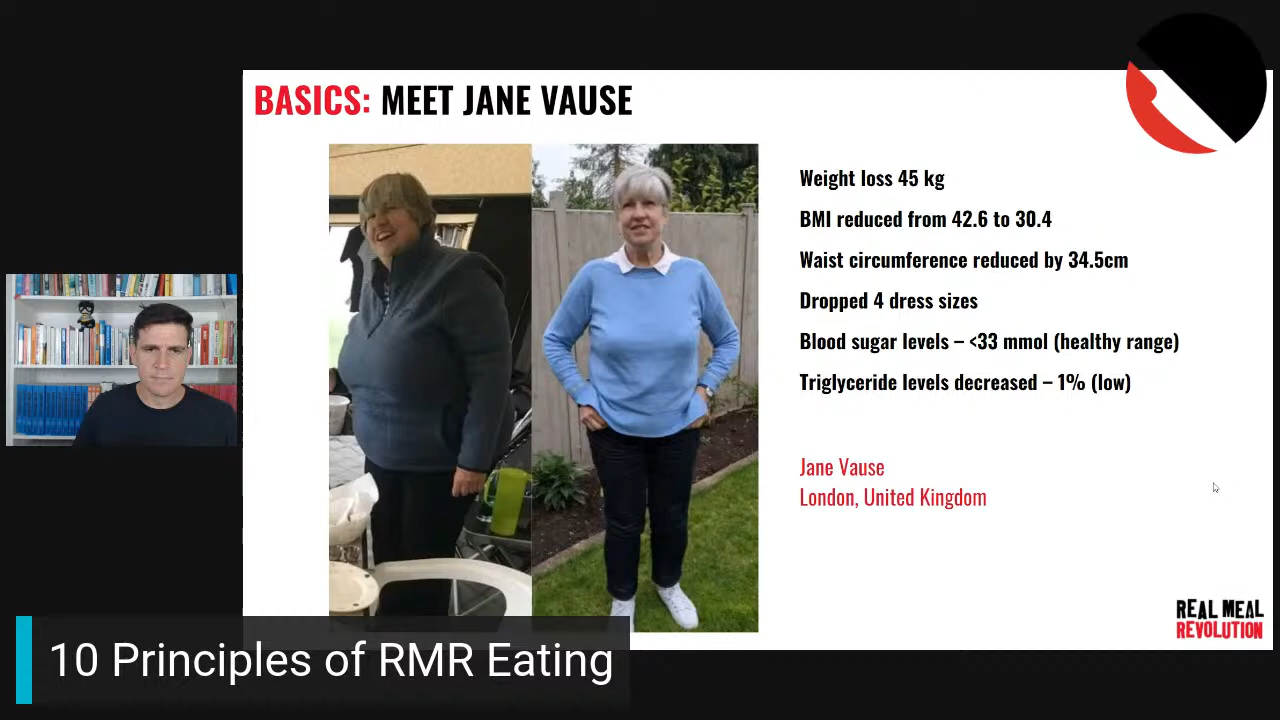 BASICS: MEET JANE VAUSE
Weight loss 45 kg
BMI reduced from 42.6 to 30.4
Waist circumference reduced by 34.5cm
Dropped 4 dress sizes
Blood sugar levels – <33 mmol (healthy range)
Triglyceride levels decreased – 1% (low)
Jane Vause
London, United Kingdom
REAL MEAL
REVOLUTION
10 Principles of RMR Eating